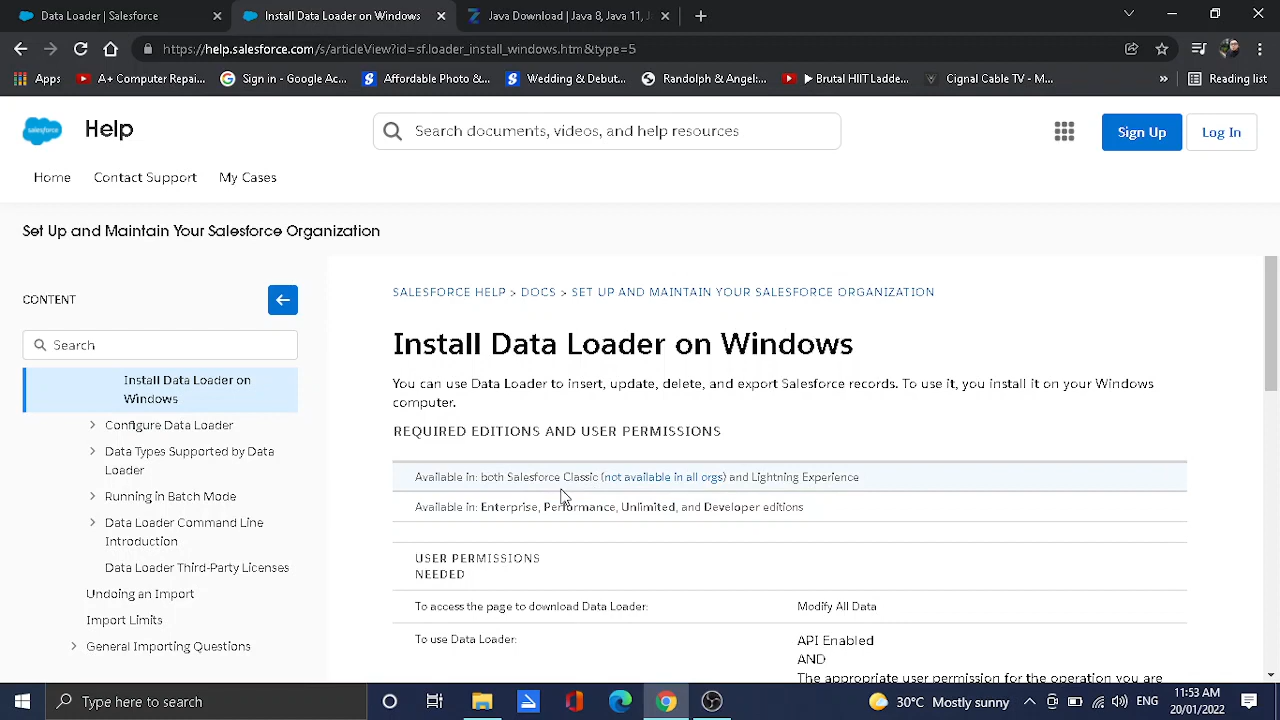 Data Loader | Salesforce
Install Data Loader on Windows
Java Download | Java 8, Java 11, J
https://help.salesforce.com/s/articleView?id=sf.loader_install_windows.htm&type=5
Apps
A+ Computer Repai...
Sign in - Google Ac...
Affordable Photo &...
Wedding & Debut...
Randolph & Angel:...
Brutal HIIT Ladde...
Cignal Cable TV - M...
»
Reading list
salesforce
Help
Search documents, videos, and help resources
Sign Up
Log In
Home
Contact Support
My Cases
Set Up and Maintain Your Salesforce Organization
CONTENT
Search
Install Data Loader on
Windows
Configure Data Loader
Data Types Supported by Data
Loader
Running in Batch Mode
Data Loader Command Line
Introduction
Data Loader Third-Party Licenses
Undoing an Import
Import Limits
General Importing Questions
SALESFORCE HELP > DOCS > SET UP AND MAINTAIN YOUR SALESFORCE ORGANIZATION
Install Data Loader on Windows
You can use Data Loader to insert, update, delete, and export Salesforce records. To use it, you install it on your Windows
computer.
REQUIRED EDITIONS AND USER PERMISSIONS
Available in: both Salesforce Classic (not available in all orgs) and Lightning Experience
Available in: Enterprise, Performance, Unlimited, and Developer editions
USER PERMISSIONS
NEEDED
To access the page to download Data Loader:
Modify All Data
To use Data Loader:
API Enabled
AND
The appropriate user permission for the operation you are
Type here to search
30°C Mostly sunny
ENG
11:53 AM
20/01/2022